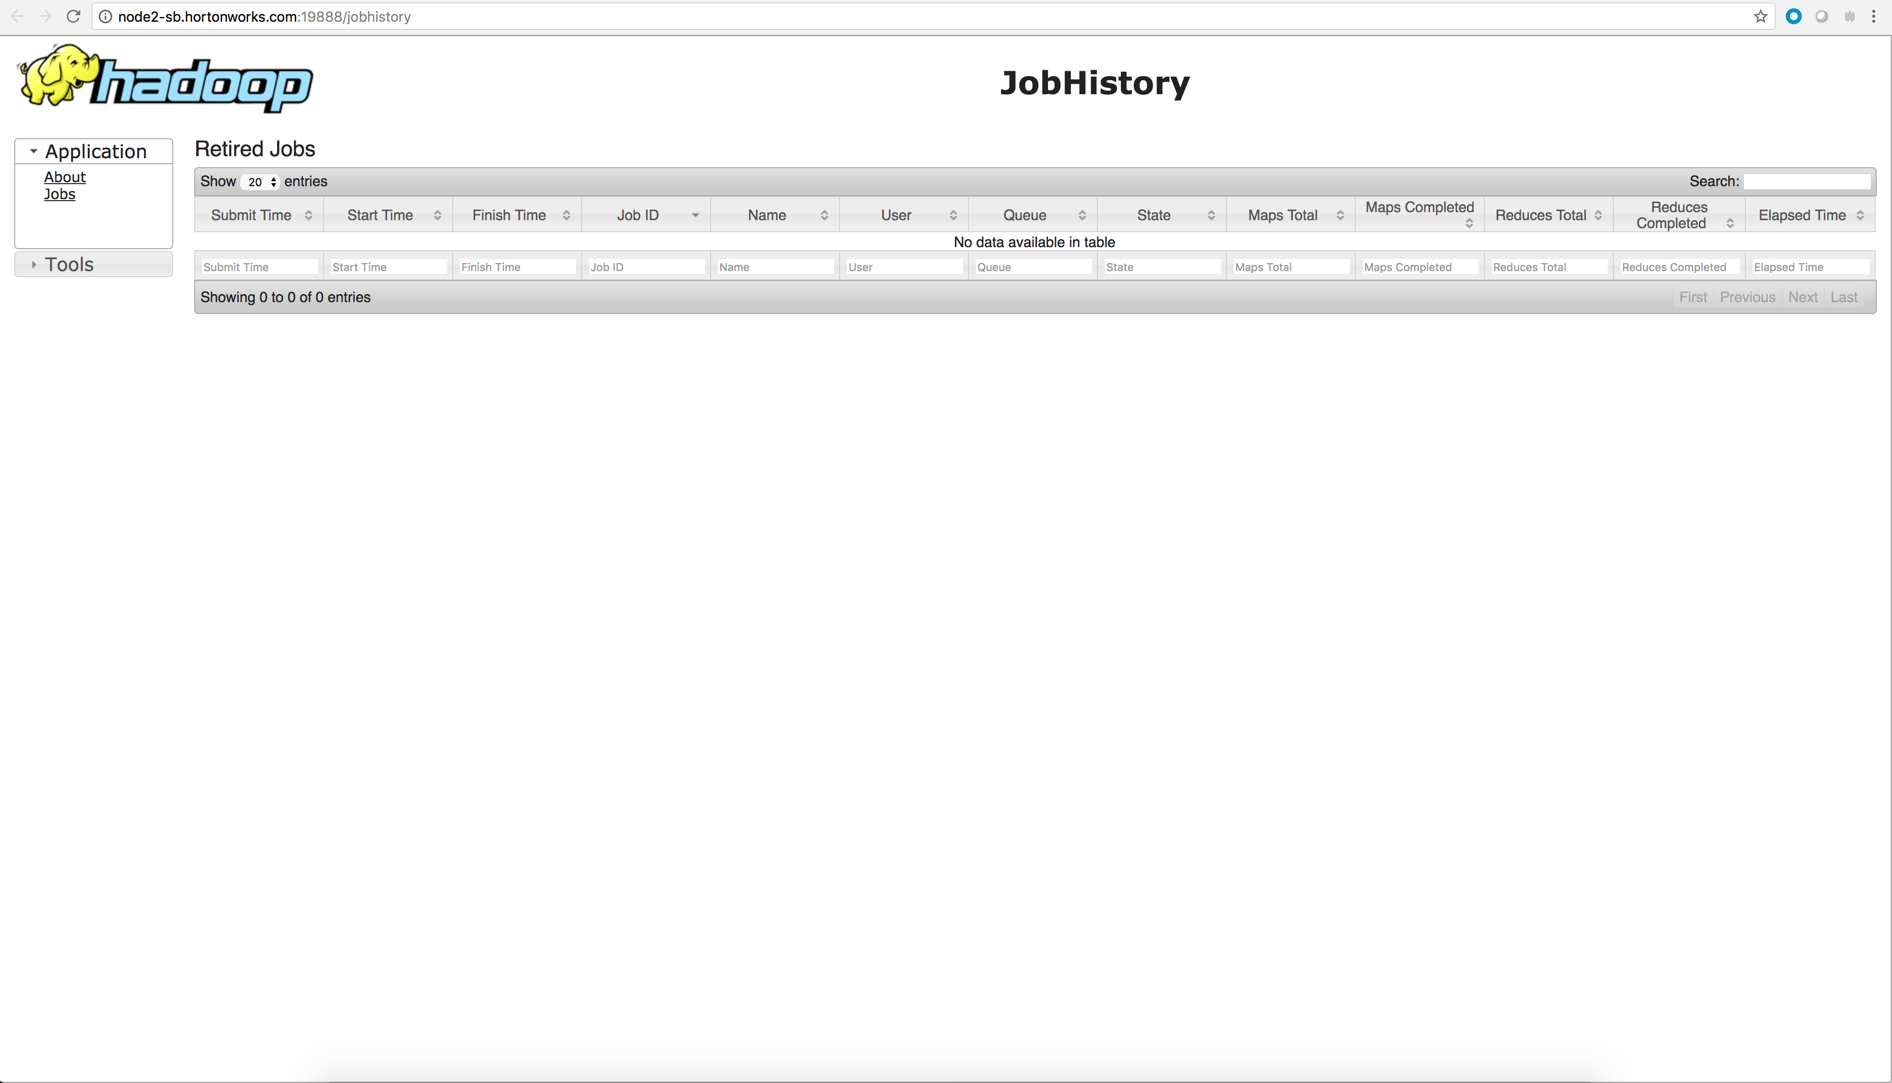 node2-sb.hortonworks.com:19888/jobhistory
hadoop
JobHistory
Application
About
Jobs
Tools
Retired Jobs
Show 20 entries Search:
Submit Time Start Time Finish Time Job ID Name User Queue State Maps Total Maps Completed Reduces Total Reduces Completed Elapsed Time
No data available in table
Submit Time Start Time Finish Time Job ID Name User Queue State Maps Total Maps Completed Reduces Total Reduces Completed Elapsed Time
Showing 0 to 0 of 0 entries First Previous Next Last